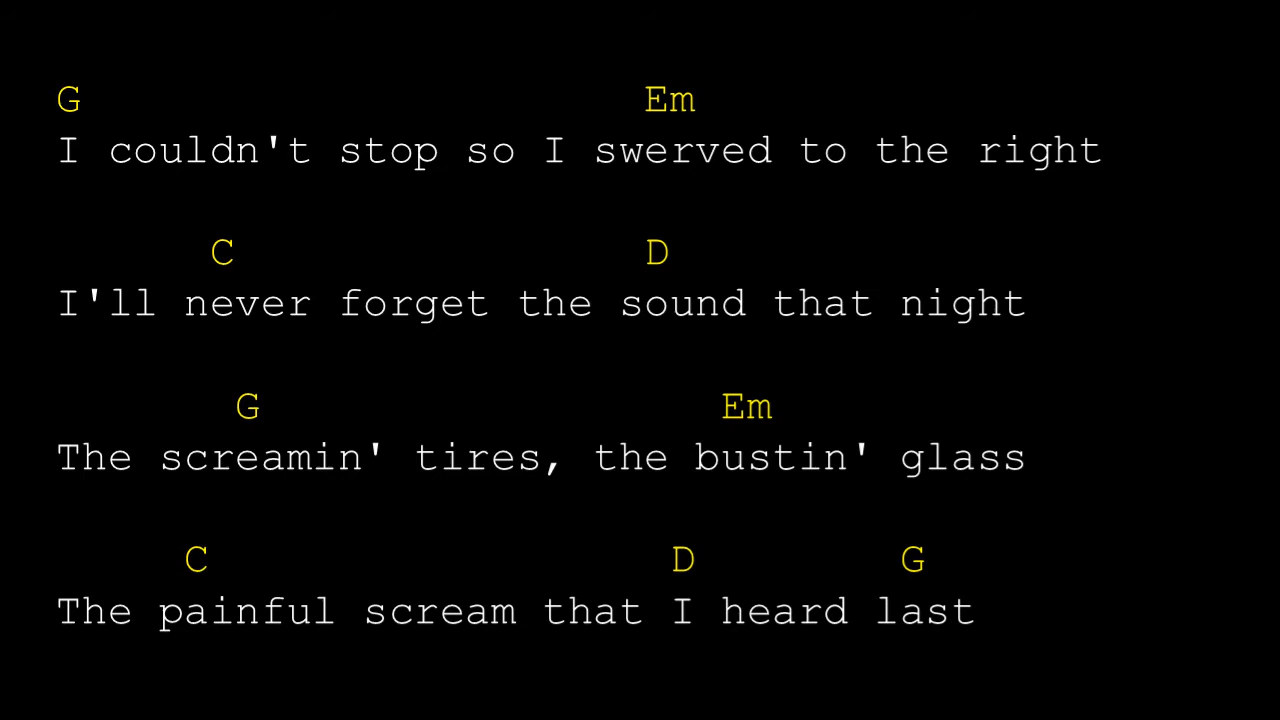 G Em
I couldn't stop so I swerved to the right
C D
I'll never forget the sound that night
G Em
The screamin' tires, the bustin' glass
C D G
The painful scream that I heard last